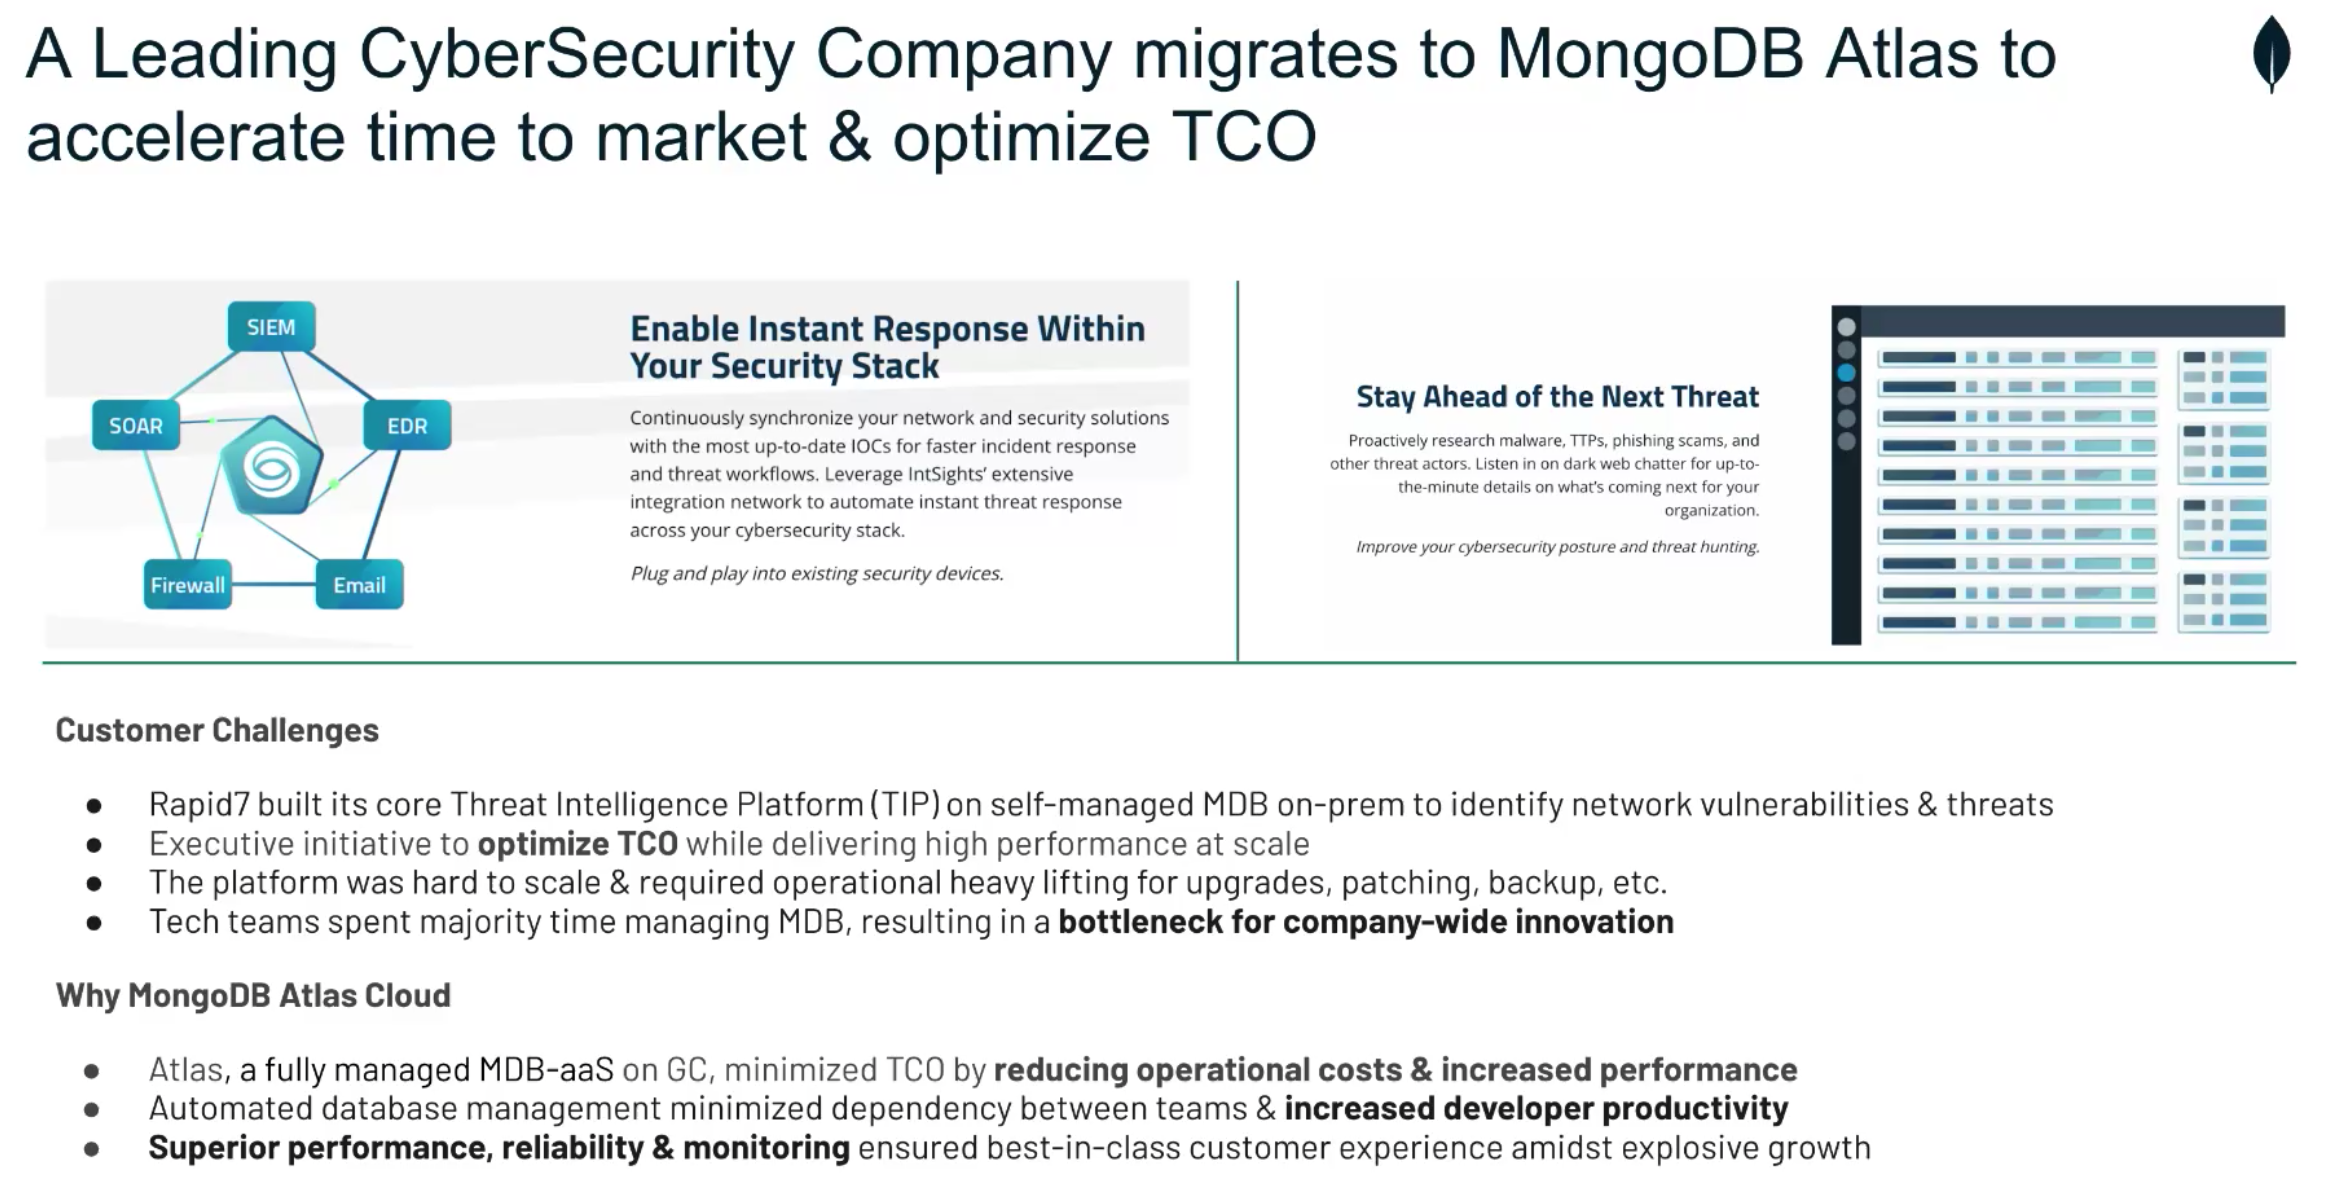 A Leading CyberSecurity Company migrates to MongoDB Atlas to
accelerate time to market & optimize TCO
SIEM
SOAR
EDR
Firewall
Email
Enable Instant Response Within
Your Security Stack
Continuously synchronize your network and security solutions
with the most up-to-date IOCs for faster incident response
and threat workflows. Leverage IntSights' extensive
integration network to automate instant threat response
across your cybersecurity stack.
Plug and play into existing security devices.
Stay Ahead of the Next Threat
Proactively research malware, TTPs, phishing scams, and
other threat actors. Listen in on dark web chatter for up-to-
the-minute details on what's coming next for your
organization.
Improve your cybersecurity posture and threat hunting.
Customer Challenges
● Rapid7 built its core Threat Intelligence Platform (TIP) on self-managed MDB on-prem to identify network vulnerabilities & threats
● Executive initiative to optimize TCO while delivering high performance at scale
● The platform was hard to scale & required operational heavy lifting for upgrades, patching, backup, etc.
● Tech teams spent majority time managing MDB, resulting in a bottleneck for company-wide innovation
Why MongoDB Atlas Cloud
● Atlas, a fully managed MDB-aaS on GC, minimized TCO by reducing operational costs & increased performance
● Automated database management minimized dependency between teams & increased developer productivity
● Superior performance, reliability & monitoring ensured best-in-class customer experience amidst explosive growth